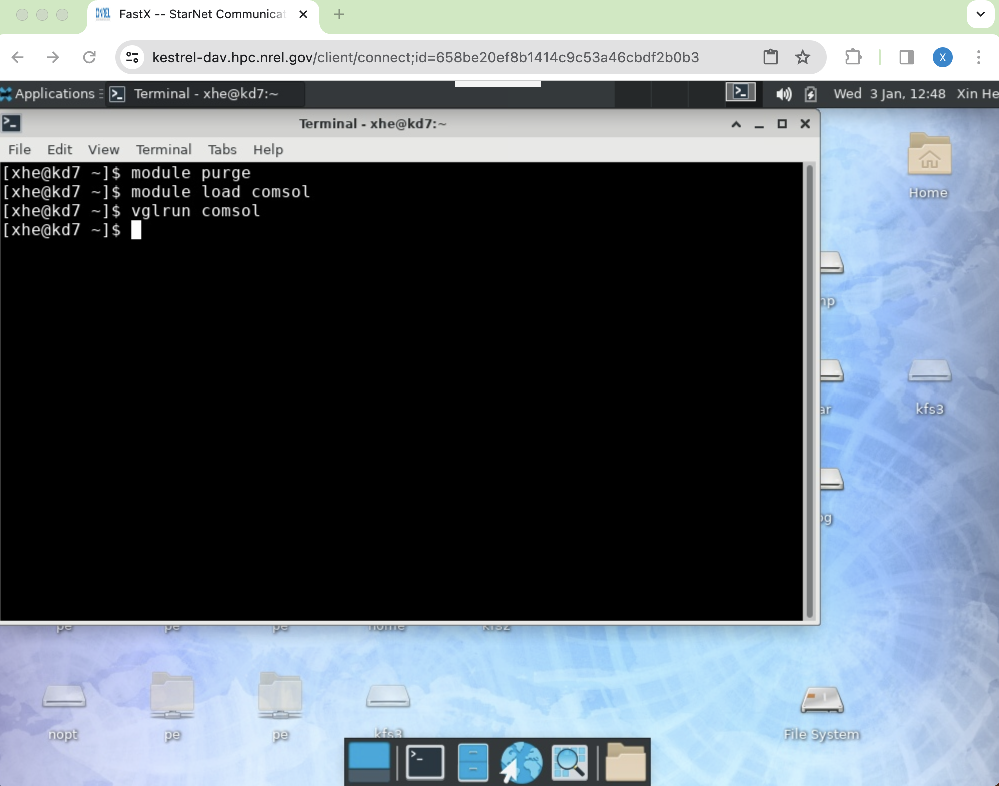 NREL
FastX -- StarNet Communicat
kestrel-dav.hpc.nrel.gov/client/connect;id=658be20ef8b1414c9c53a46cbdf2b0b3
X
Applications
Terminal - xhe@kd7:~
Wed 3 Jan, 12:48
Xin He
Terminal - xhe@kd7:~
File Edit View Terminal Tabs Help
[xhe@kd7 ~]$ module purge
[xhe@kd7 ~]$ module load comsol
[xhe@kd7 ~]$ vglrun comsol
[xhe@kd7 ~]$
Home
kfs3
pe pe pe home kfs2
nopt pe pe kfs3 File System